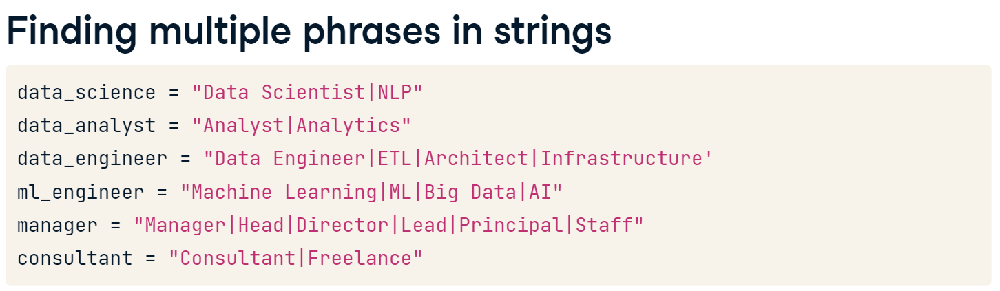 Finding multiple phrases in strings
data_science = "Data Scientist|NLP"
data_analyst = "Analyst|Analytics"
data_engineer = "Data Engineer|ETL|Architect|Infrastructure'
ml_engineer = "Machine Learning|ML|Big Data|AI"
manager = "Manager|Head|Director|Lead|Principal|Staff"
consultant = "Consultant|Freelance"